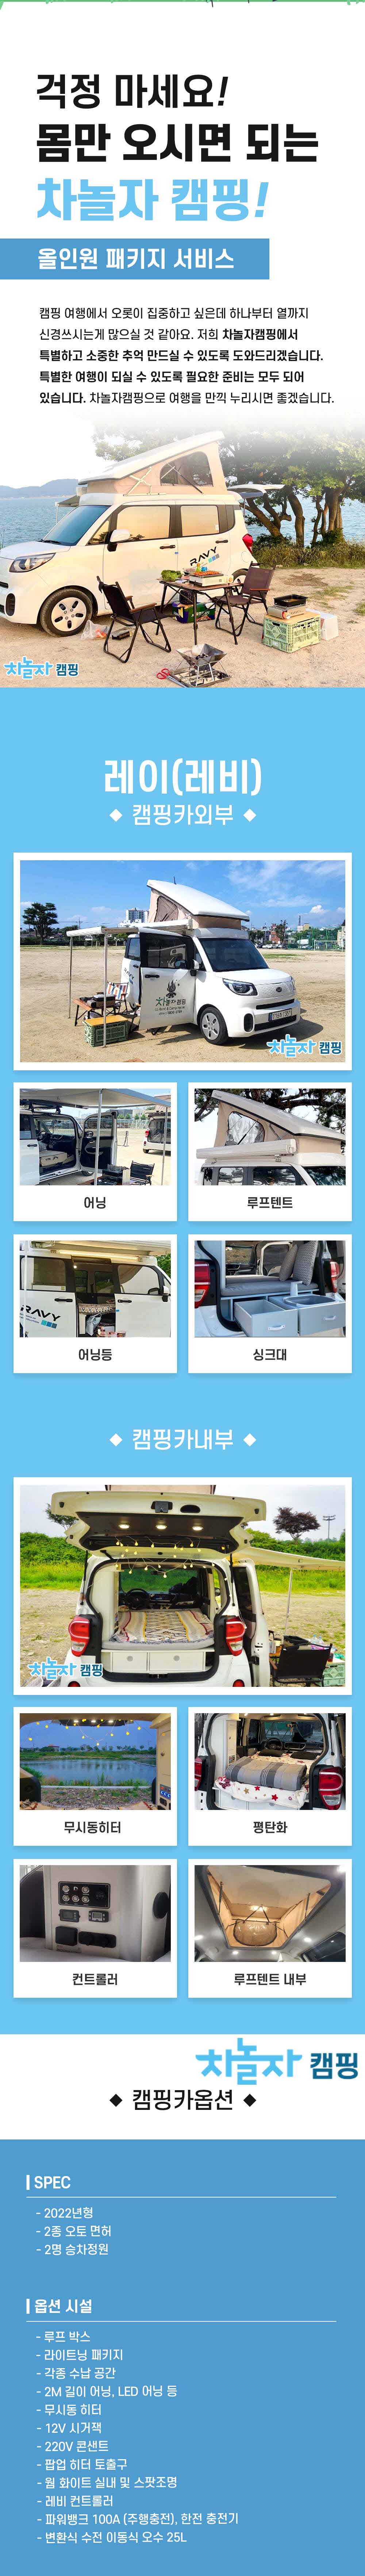 걱정 마세요!
몸만 오시면 되는
차놀자 캠핑!
올인원 패키지 서비스
캠핑 여행에서 오롯이 집중하고 싶은데 하나부터 열까지
신경쓰시는게 많으실 것 같아요. 저희 차놀자캠핑에서
특별하고 소중한 추억 만드실 수 있도록 도와드리겠습니다.
특별한 여행이 되실 수 있도록 필요한 준비는 모두 되어
있습니다. 차놀자캠핑으로 여행을 만끽 누리시면 좋겠습니다.
RAVY
차놀자 캠핑
레이(레비)
캠핑카외부
차놀자캠핑
차놀자 캠핑
어닝
루프텐트
RAVY
어닝등
싱크대
캠핑카내부
차놀자 캠핑
무시동히터
평탄화
컨트롤러
루프텐트 내부
차놀자 캠핑
캠핑카옵션
SPEC
- 2022년형
- 2종 오토 면허
- 2명 승차정원
옵션 시설
- 루프 박스
- 라이트닝 패키지
- 각종 수납 공간
- 2M 길이 어닝, LED 어닝 등
- 무시동 히터
- 12V 시거잭
- 220V 콘샌트
- 팝업 히터 토출구
- 웜 화이트 실내 및 스팟조명
- 레비 컨트롤러
- 파워뱅크 100A (주행충전), 한전 충전기
- 변환식 수전 이동식 오수 25L